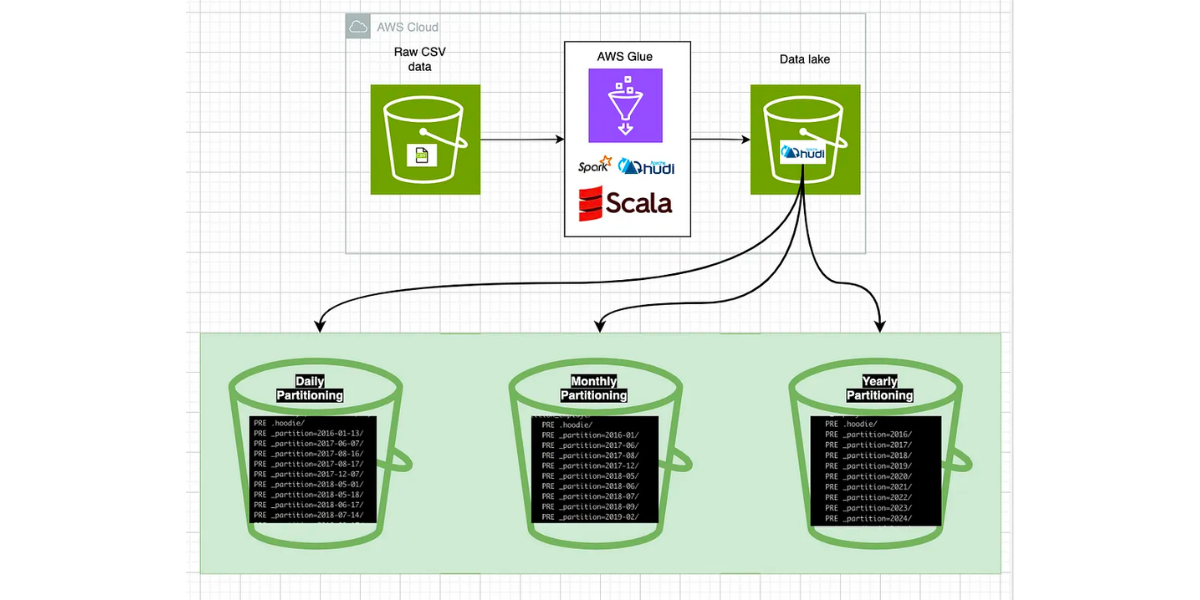 AWS Cloud
Raw CSV
data
AWS Glue
Data lake
Spark
Apache
hudi
Scala
hudi
Daily
Partitioning
PRE .hoodie/
PRE _partition=2016-01-13/
PRE _partition=2017-06-07/
PRE _partition=2017-08-16/
PRE _partition=2017-08-17/
PRE _partition=2017-12-07/
PRE _partition=2018-05-01/
PRE _partition=2018-05-18/
PRE _partition=2018-06-17/
PRE _partition=2018-07-14/
Monthly
Partitioning
PRE .hoodie/
PRE _partition=2016-01/
PRE _partition=2017-06/
PRE _partition=2017-08/
PRE _partition=2017-12/
PRE _partition=2018-05/
PRE _partition=2018-06/
PRE _partition=2018-07/
PRE _partition=2018-09/
PRE _partition=2019-02/
Yearly
Partitioning
PRE .hoodie/
PRE _partition=2016/
PRE _partition=2017/
PRE _partition=2018/
PRE _partition=2019/
PRE _partition=2020/
PRE _partition=2021/
PRE _partition=2022/
PRE _partition=2023/
PRE _partition=2024/